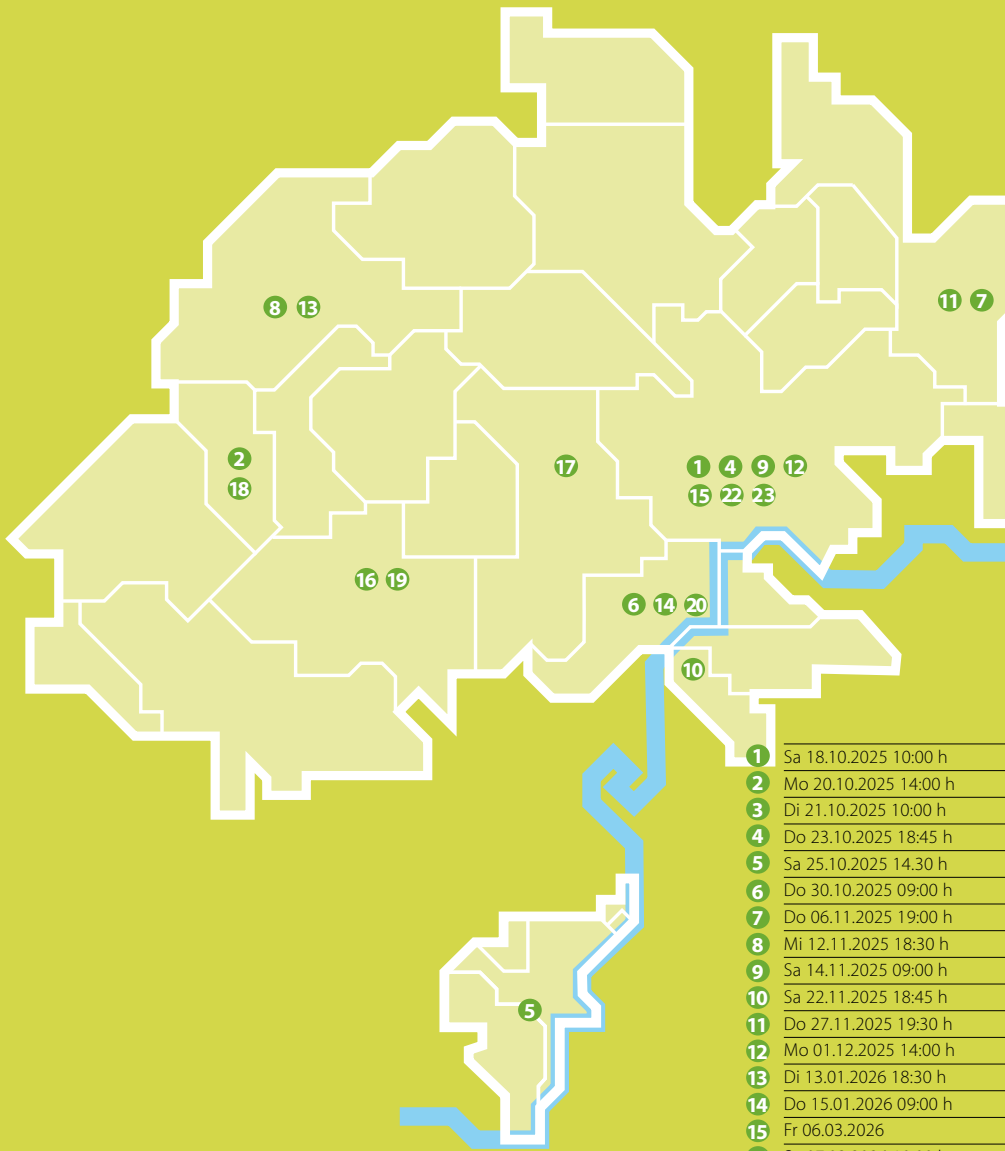 8 13
11 7
2
18
17
1 4 9 12
15 22 23
16 19
6 14 20
10
5
1 Sa 18.10.2025 10:00 h
2 Mo 20.10.2025 14:00 h
3 Di 21.10.2025 10:00 h
4 Do 23.10.2025 18:45 h
5 Sa 25.10.2025 14.30 h
6 Do 30.10.2025 09:00 h
7 Do 06.11.2025 19:00 h
8 Mi 12.11.2025 18:30 h
9 Sa 14.11.2025 09:00 h
10 Sa 22.11.2025 18:45 h
11 Do 27.11.2025 19:30 h
12 Mo 01.12.2025 14:00 h
13 Di 13.01.2026 18:30 h
14 Do 15.01.2026 09:00 h
15 Fr 06.03.2026